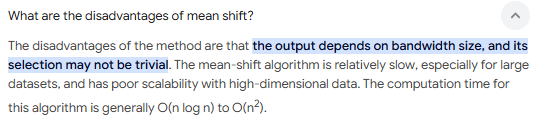 What are the disadvantages of mean shift?
The disadvantages of the method are that the output depends on bandwidth size, and its
selection may not be trivial. The mean-shift algorithm is relatively slow, especially for large
datasets, and has poor scalability with high-dimensional data. The computation time for
this algorithm is generally O(n log n) to O(n²).